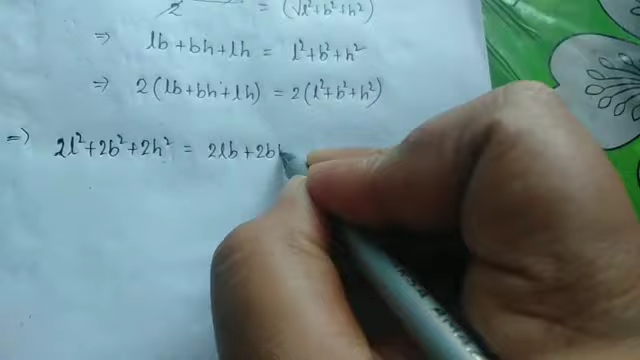 2 = (√l²+b²+h²)
⇒ lb+bh+lh = l²+b²+h²
⇒ 2(lb+bh+lh) = 2(l²+b²+h²)
⇒) 2l²+2b²+2h² = 2lb+2b